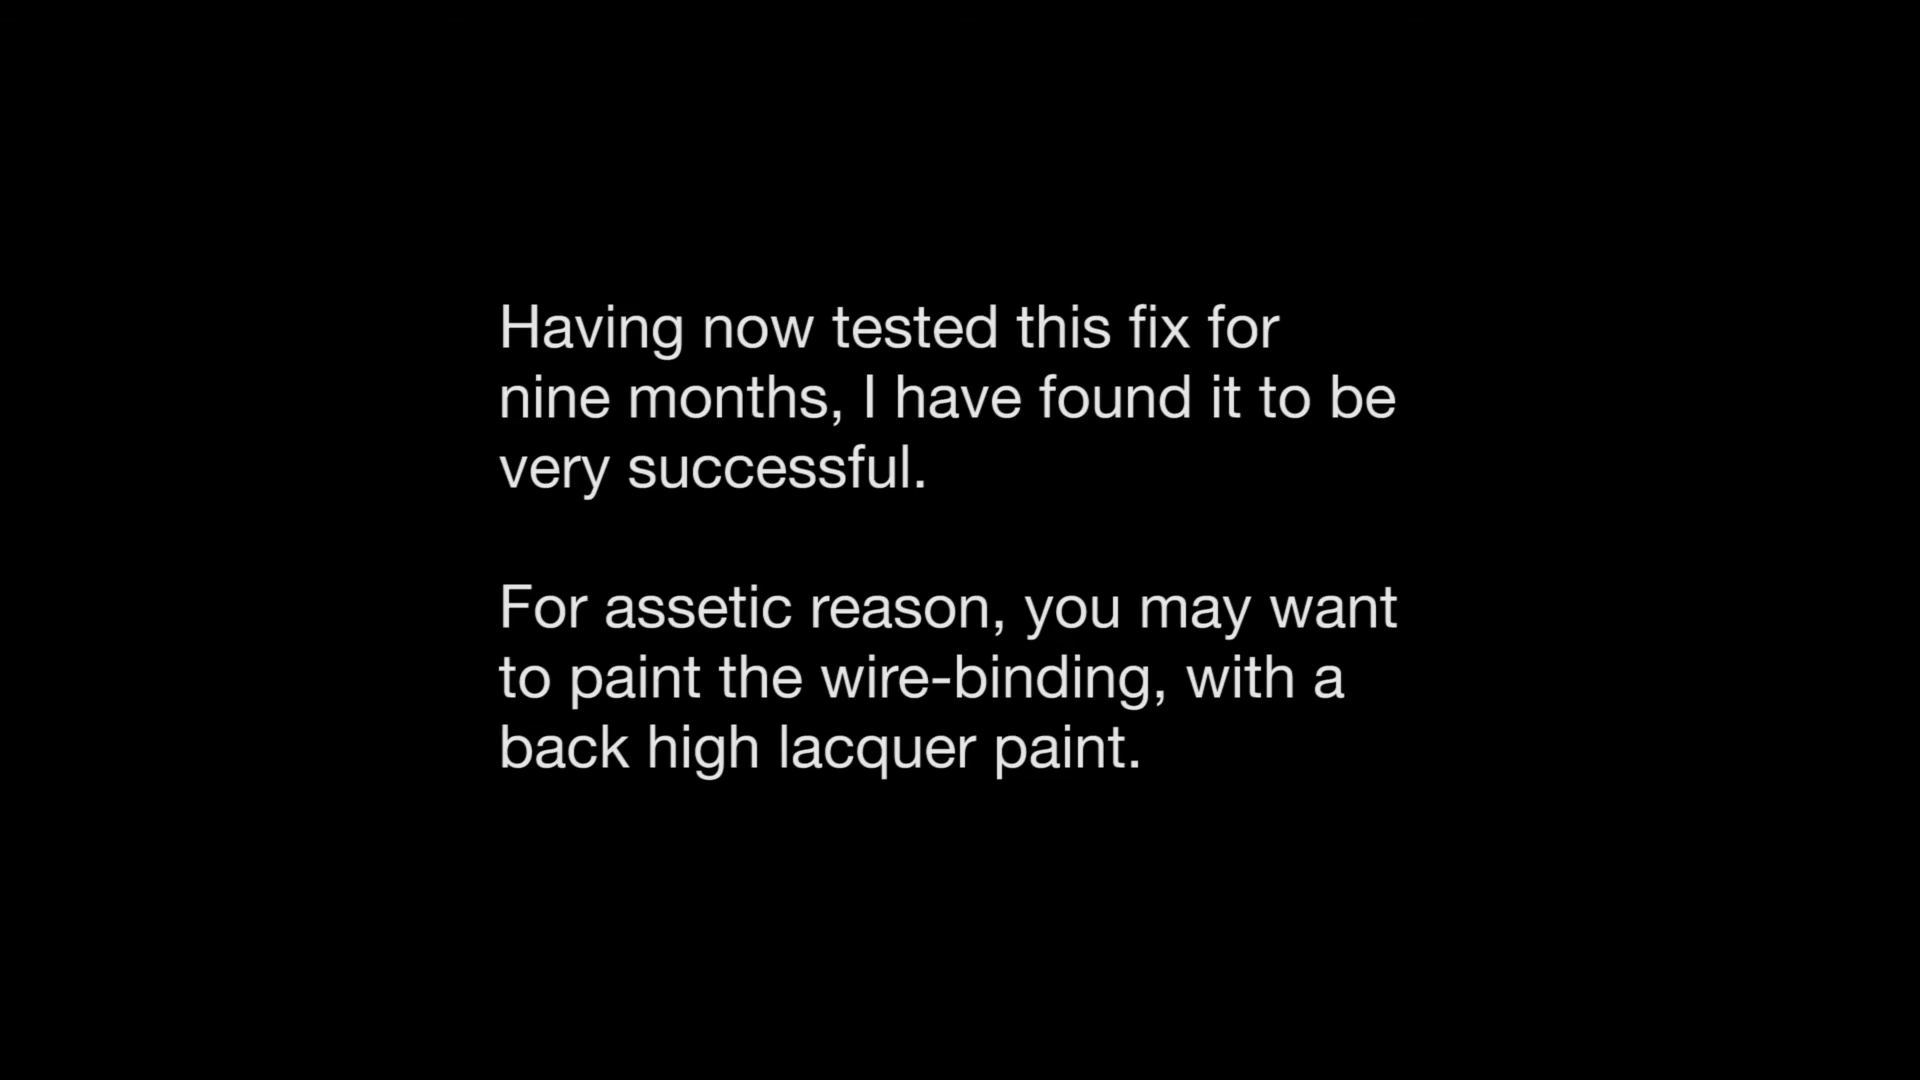 Having now tested this fix for
nine months, I have found it to be
very successful.
For assetic reason, you may want
to paint the wire-binding, with a
back high lacquer paint.